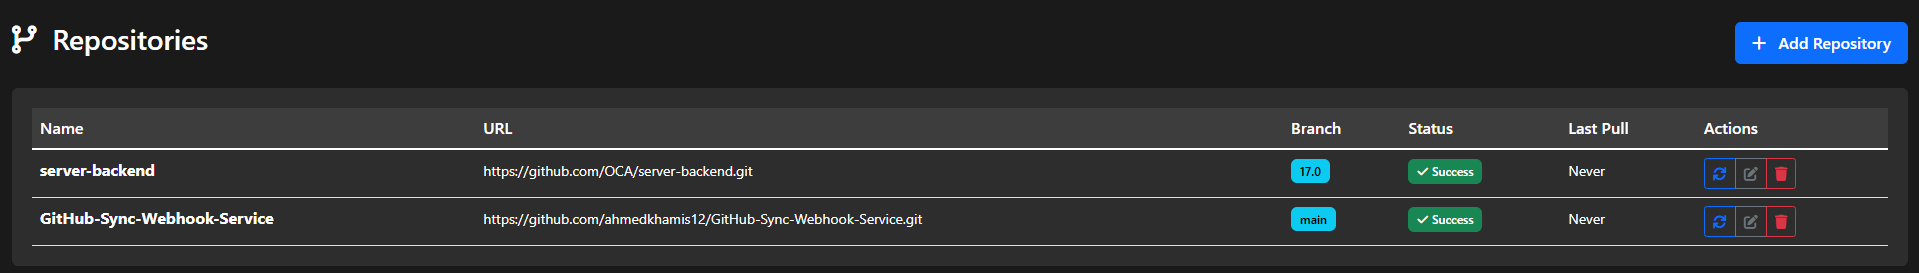 Repositories
Add Repository
Name URL Branch Status Last Pull Actions
server-backend https://github.com/OCA/server-backend.git 17.0 Success Never
GitHub-Sync-Webhook-Service https://github.com/ahmedkhamis12/GitHub-Sync-Webhook-Service.git main Success Never